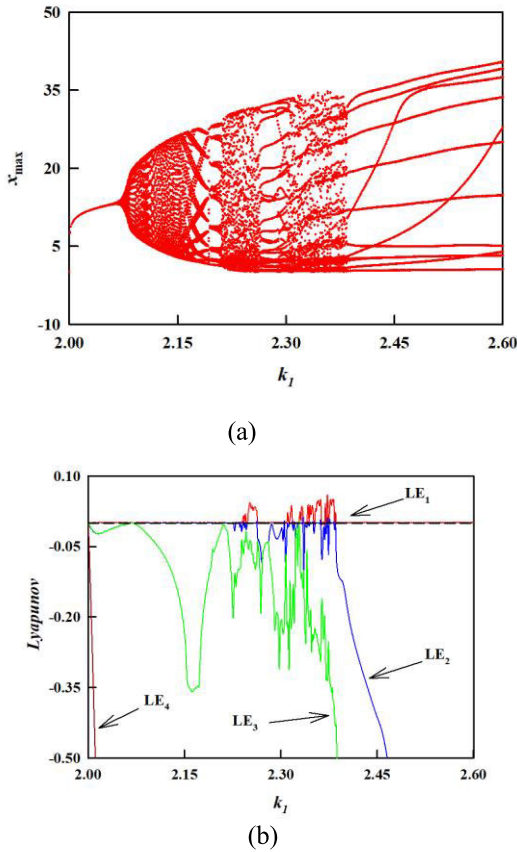 50
35
20
5
-10
x_max
2.00 2.15 2.30 2.45 2.60
k_1
(a)
0.10
-0.05
-0.20
-0.35
-0.50
Lyapunov
LE_1
LE_2
LE_3
LE_4
2.00 2.15 2.30 2.45 2.60
k_1
(b)